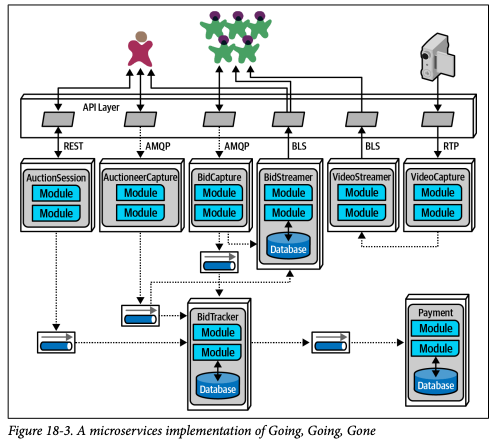 API Layer
REST
AMQP
AMQP
BLS
BLS
RTP
AuctionSession
Module
Module
AuctioneerCapture
Module
Module
BidCapture
Module
Module
BidStreamer
Module
Module
Database
VideoStreamer
Module
Module
VideoCapture
Module
Module
BidTracker
Module
Module
Database
Payment
Module
Module
Database
Figure 18-3. A microservices implementation of Going, Going, Gone